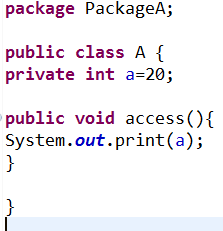 package PackageA;
public class A {
private int a=20;
public void access(){
System.out.print(a);
}
}